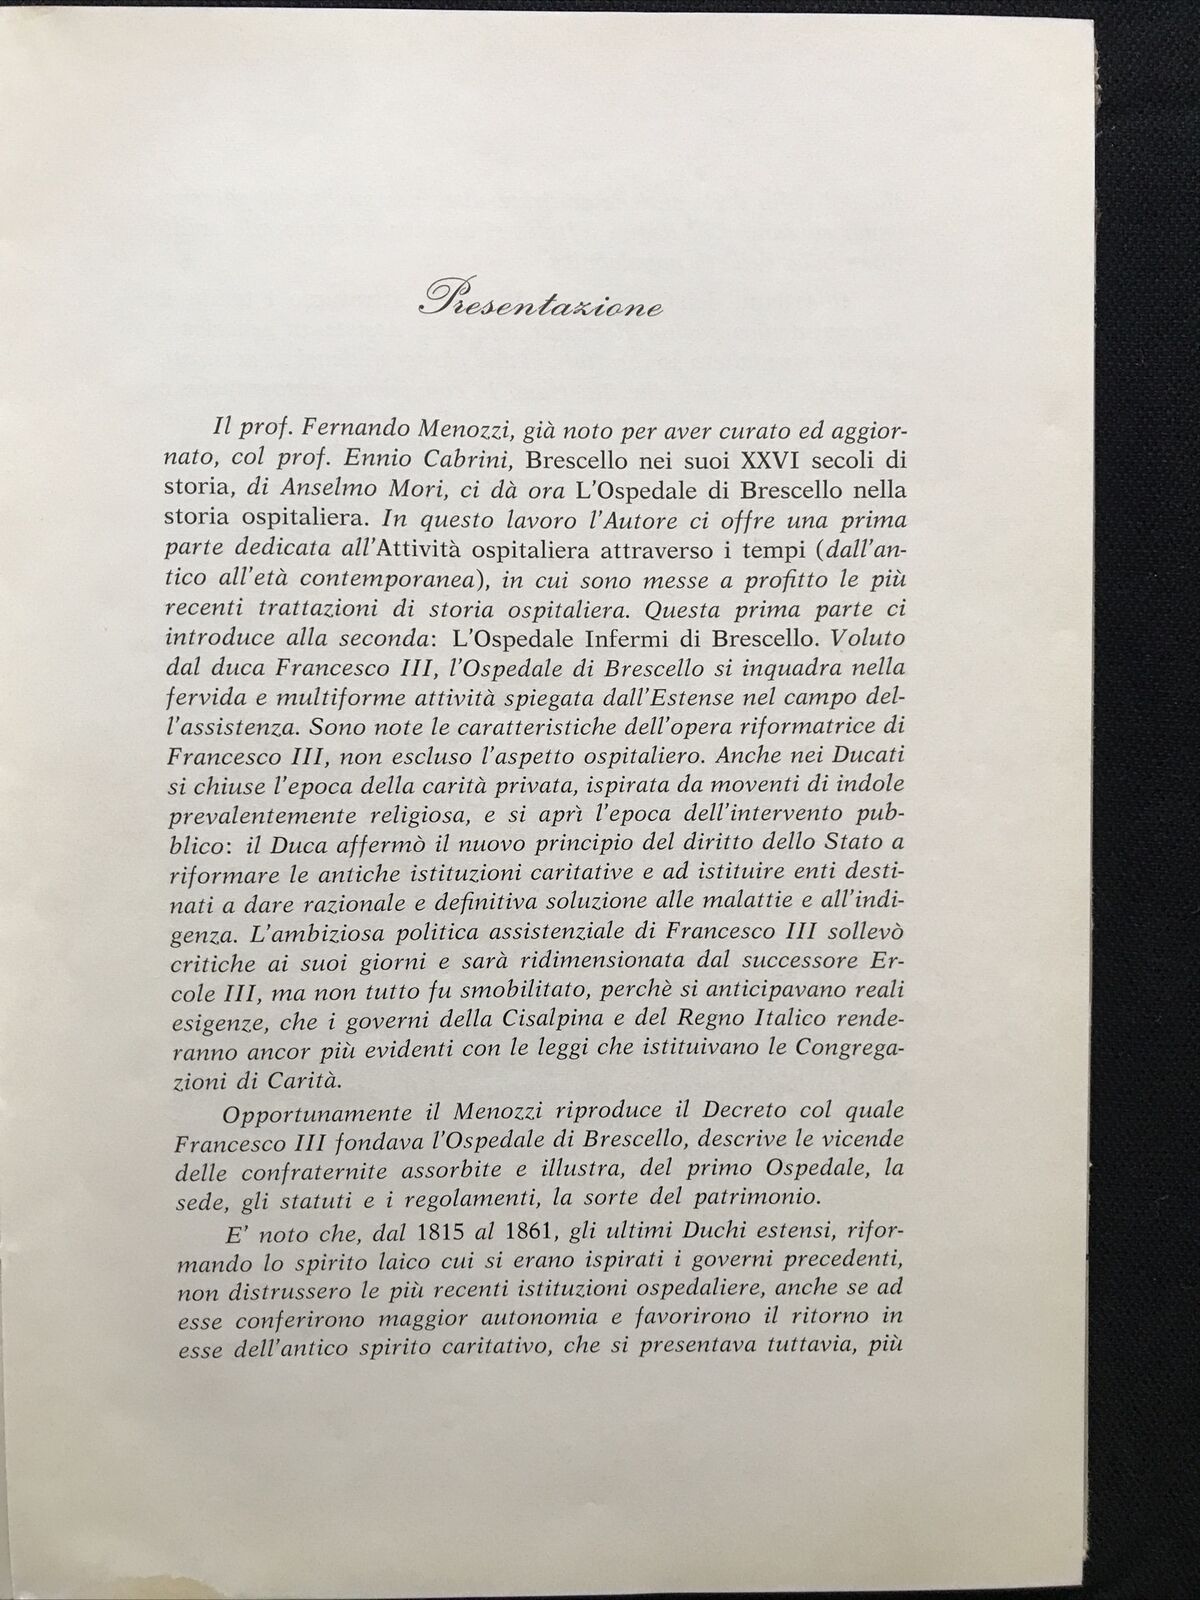 Presentazione
Il prof. Fernando Menozzi, già noto per aver curato ed aggior-
nato, col prof. Ennio Cabrini, Brescello nei suoi XXVI secoli di
storia, di Anselmo Mori, ci dà ora L'Ospedale di Brescello nella
storia ospitaliera. In questo lavoro l'Autore ci offre una prima
parte dedicata all'Attività ospitaliera attraverso i tempi (dall'an-
tico all'età contemporanea), in cui sono messe a profitto le più
recenti trattazioni di storia ospitaliera. Questa prima parte ci
introduce alla seconda: L'Ospedale Infermi di Brescello. Voluto
dal duca Francesco III, l'Ospedale di Brescello si inquadra nella
fervida e multiforme attività spiegata dall'Estense nel campo del-
l'assistenza. Sono note le caratteristiche dell'opera riformatrice di
Francesco III, non escluso l'aspetto ospitaliero. Anche nei Ducati
si chiuse l'epoca della carità privata, ispirata da moventi di indole
prevalentemente religiosa, e si aprì l'epoca dell'intervento pub-
blico: il Duca affermò il nuovo principio del diritto dello Stato a
riformare le antiche istituzioni caritative e ad istituire enti desti-
nati a dare razionale e definitiva soluzione alle malattie e all'indi-
genza. L'ambiziosa politica assistenziale di Francesco III sollevò
critiche ai suoi giorni e sarà ridimensionata dal successore Er-
cole III, ma non tutto fu smobilitato, perchè si anticipavano reali
esigenze, che i governi della Cisalpina e del Regno Italico rende-
ranno ancor più evidenti con le leggi che istituivano le Congrega-
zioni di Carità.
Opportunamente il Menozzi riproduce il Decreto col quale
Francesco III fondava l'Ospedale di Brescello, descrive le vicende
delle confraternite assorbite e illustra, del primo Ospedale, la
sede, gli statuti e i regolamenti, la sorte del patrimonio.
E' noto che, dal 1815 al 1861, gli ultimi Duchi estensi, rifor-
mando lo spirito laico cui si erano ispirati i governi precedenti,
non distrussero le più recenti istituzioni ospedaliere, anche se ad
esse conferirono maggior autonomia e favorirono il ritorno in
esse dell'antico spirito caritativo, che si presentava tuttavia, più